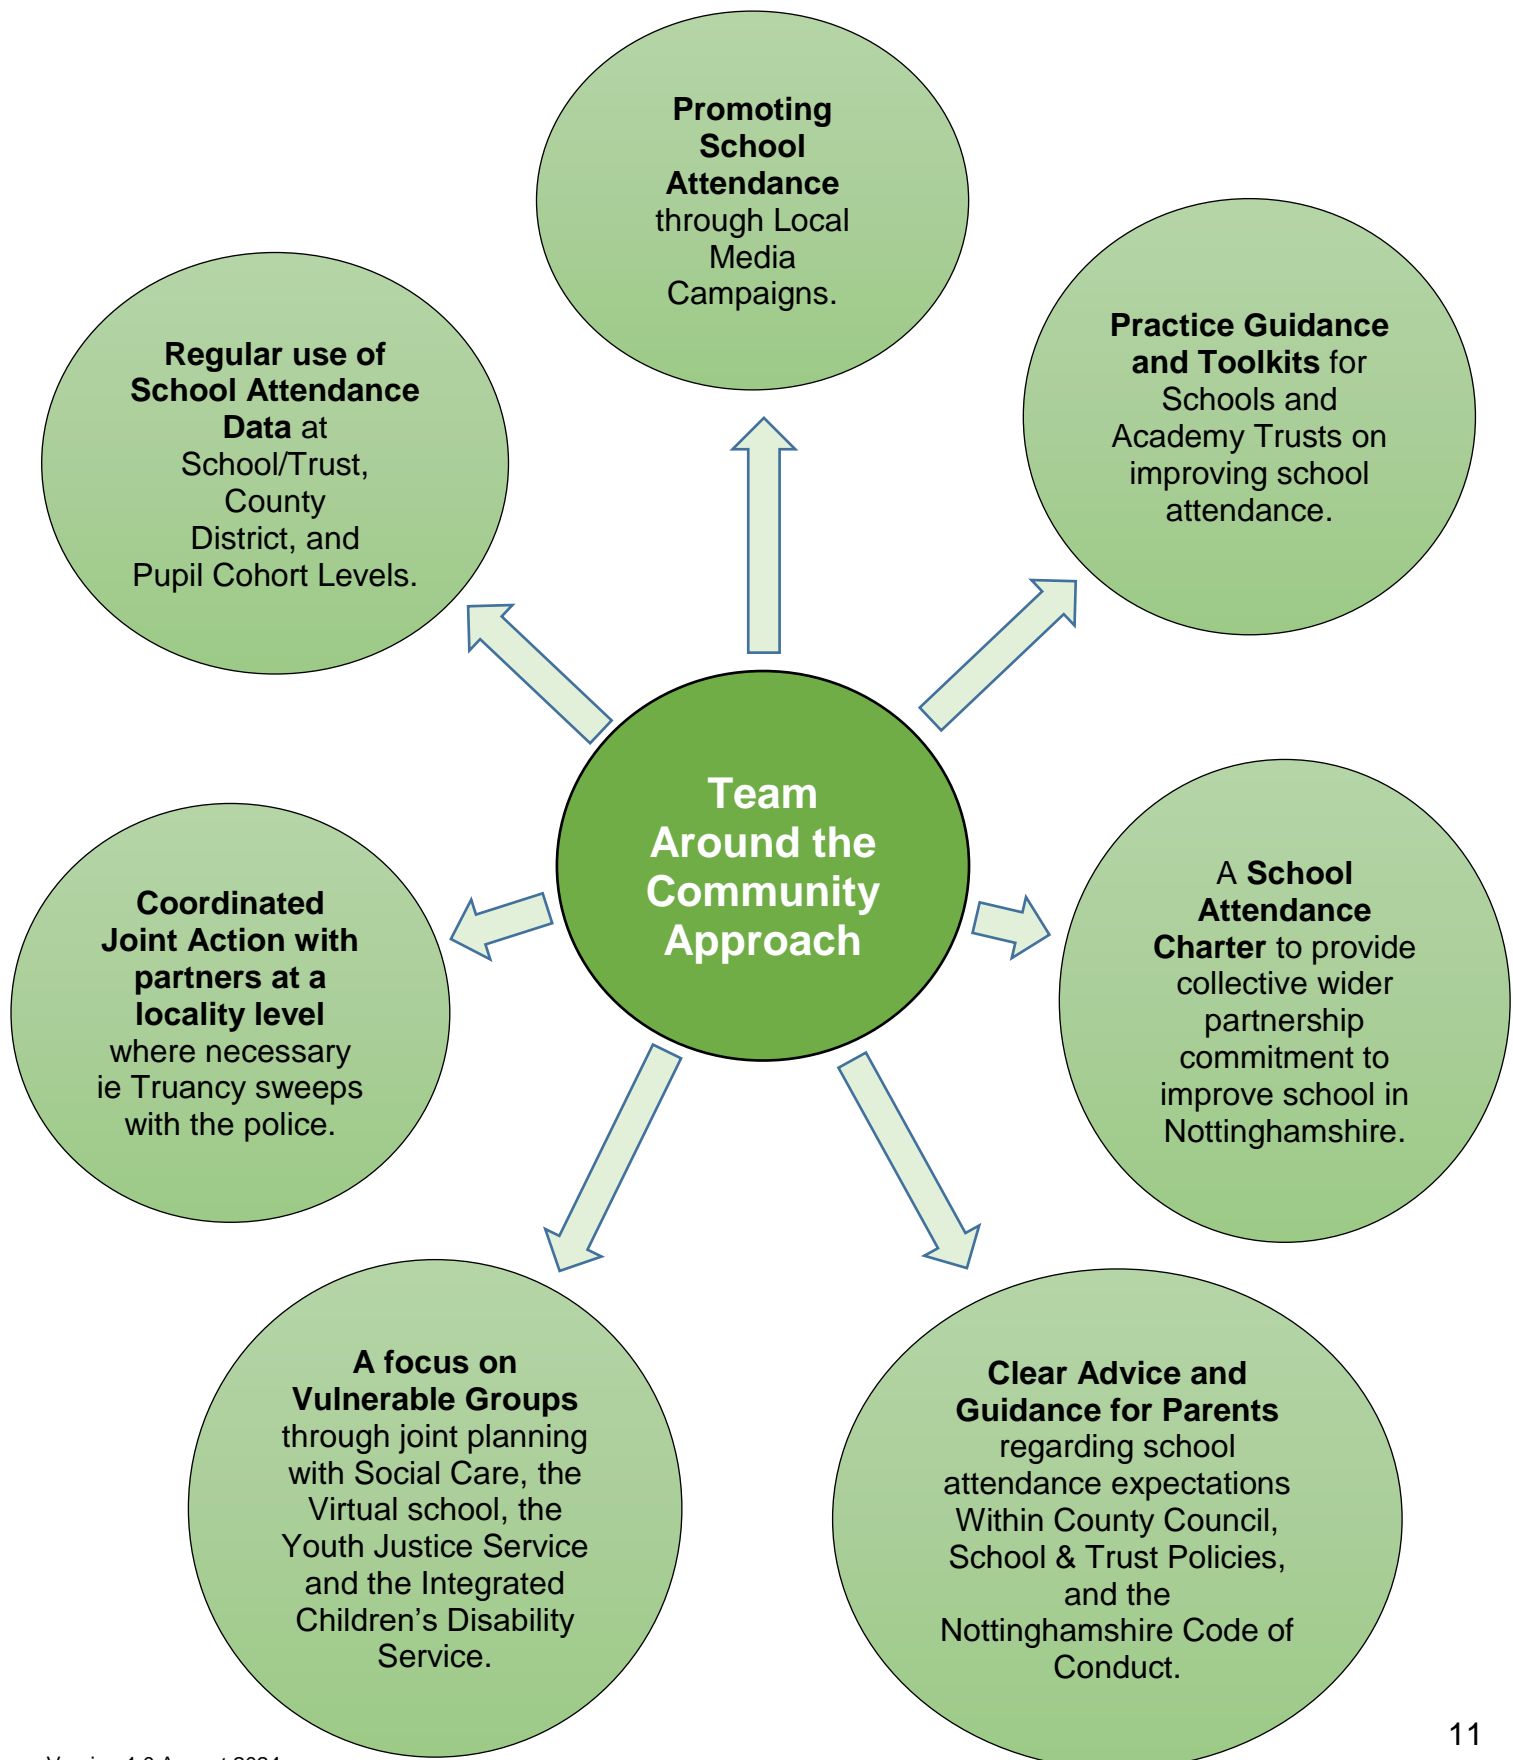 Promoting
School
Attendance
through Local
Media
Campaigns.
Practice Guidance
and Toolkits for
Schools and
Academy Trusts on
improving school
attendance.
Regular use of
School Attendance
Data at
School/Trust,
County
District, and
Pupil Cohort Levels.
Team
Around the
Community
Approach
A School
Attendance
Charter to provide
collective wider
partnership
commitment to
improve school in
Nottinghamshire.
Coordinated
Joint Action with
partners at a
locality level
where necessary
ie Truancy sweeps
with the police.
A focus on
Vulnerable Groups
through joint planning
with Social Care, the
Virtual school, the
Youth Justice Service
and the Integrated
Children’s Disability
Service.
Clear Advice and
Guidance for Parents
regarding school
attendance expectations
Within County Council,
School & Trust Policies,
and the
Nottinghamshire Code of
Conduct.
11